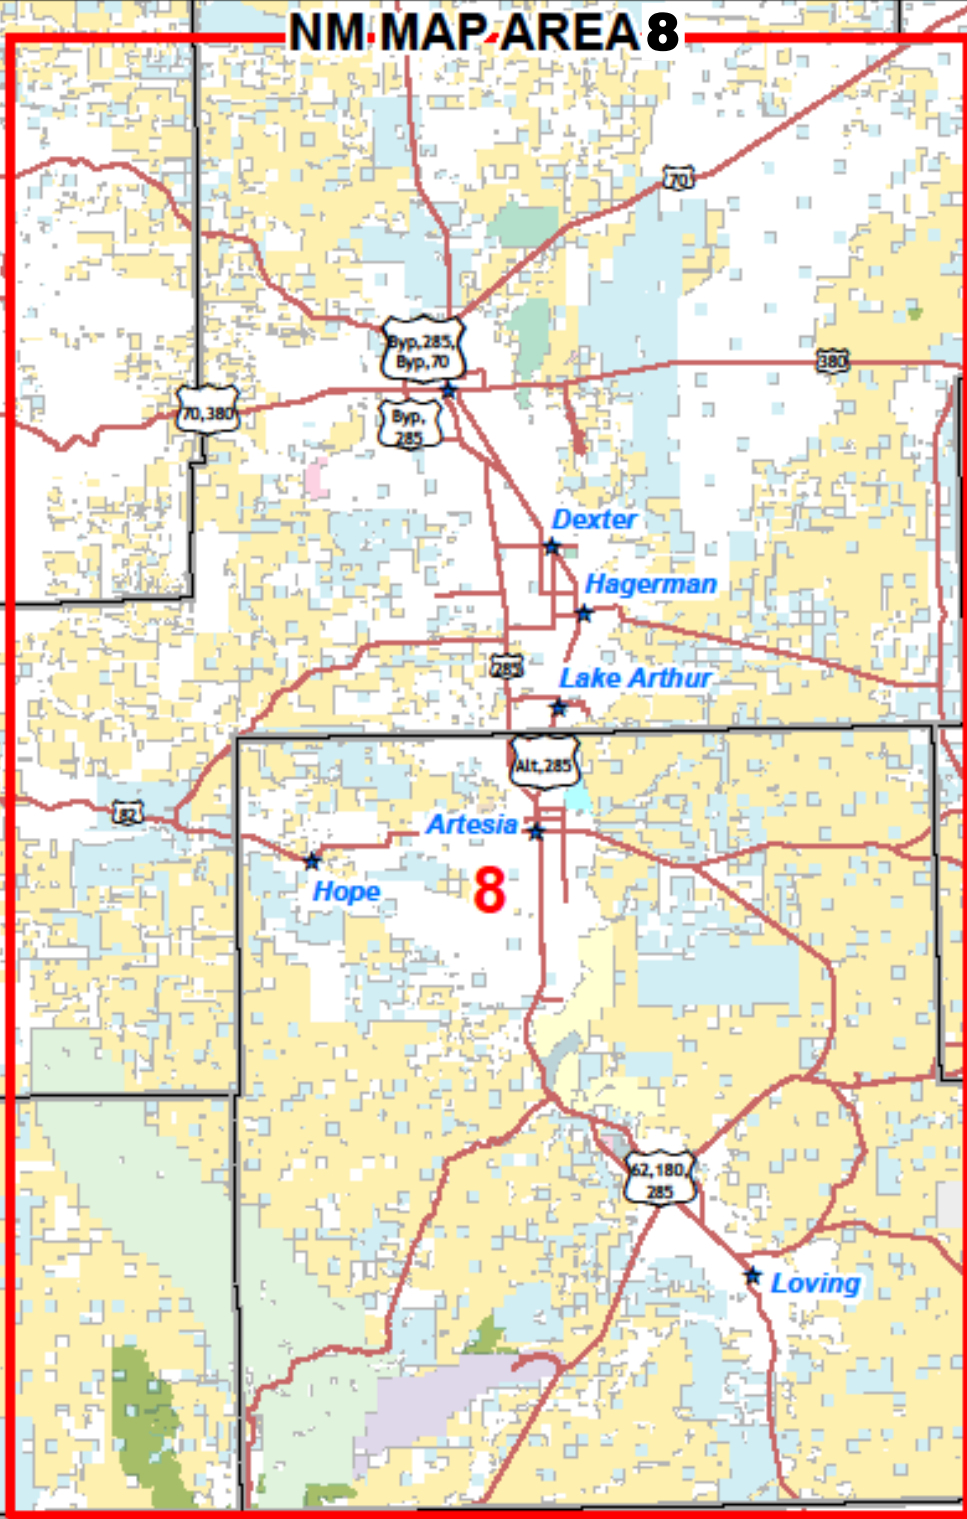 NM MAP AREA 8
70
Byp,285,
Byp,70
380
70,380
Byp,
285
Dexter
Hagerman
285
Lake Arthur
Alt,285
82
Artesia
Hope
8
62,180,
285
Loving